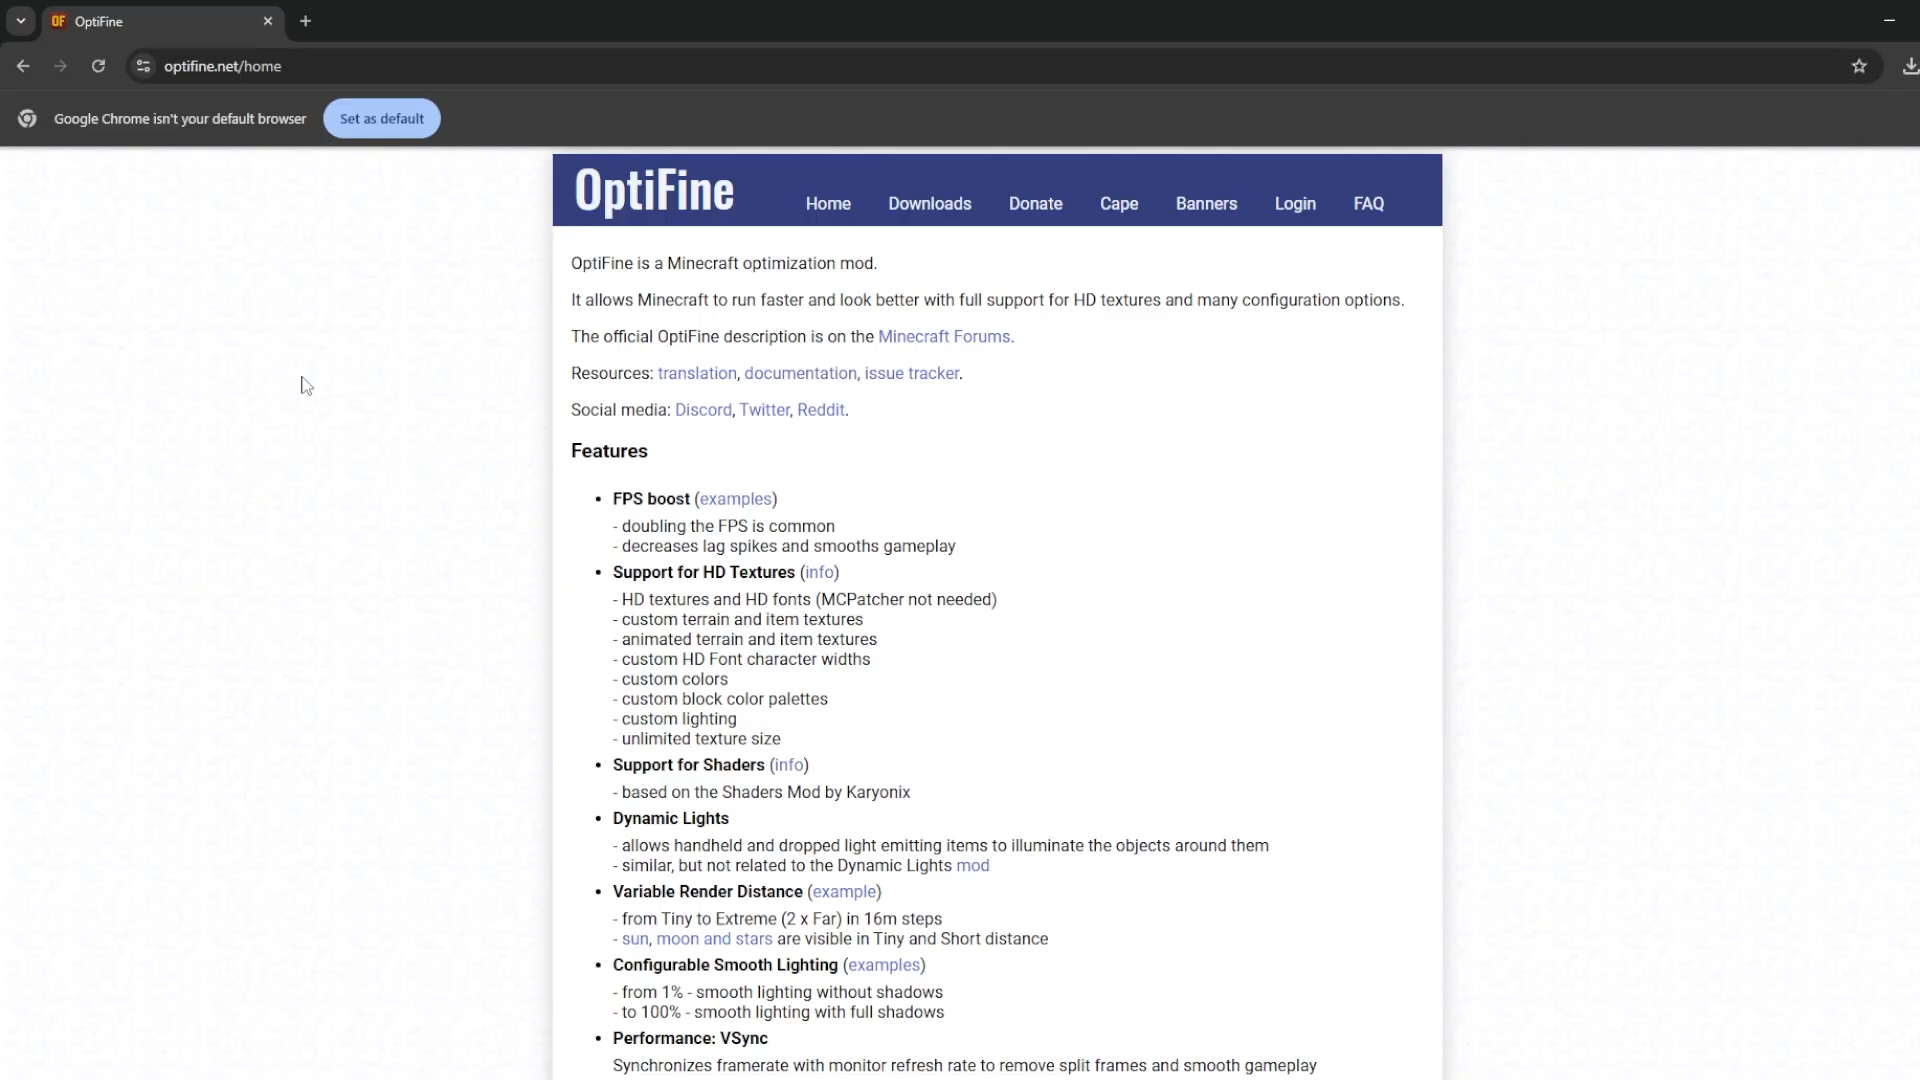 OF OptiFine
optifine.net/home
Google Chrome isn't your default browser Set as default
OptiFine Home Downloads Donate Cape Banners Login FAQ
OptiFine is a Minecraft optimization mod.
It allows Minecraft to run faster and look better with full support for HD textures and many configuration options.
The official OptiFine description is on the Minecraft Forums.
Resources: translation, documentation, issue tracker.
Social media: Discord, Twitter, Reddit.
Features
• FPS boost (examples)
- doubling the FPS is common
- decreases lag spikes and smooths gameplay
• Support for HD Textures (info)
- HD textures and HD fonts (MCPatcher not needed)
- custom terrain and item textures
- animated terrain and item textures
- custom HD Font character widths
- custom colors
- custom block color palettes
- custom lighting
- unlimited texture size
• Support for Shaders (info)
- based on the Shaders Mod by Karyonix
• Dynamic Lights
- allows handheld and dropped light emitting items to illuminate the objects around them
- similar, but not related to the Dynamic Lights mod
• Variable Render Distance (example)
- from Tiny to Extreme (2 x Far) in 16m steps
- sun, moon and stars are visible in Tiny and Short distance
• Configurable Smooth Lighting (examples)
- from 1% - smooth lighting without shadows
- to 100% - smooth lighting with full shadows
• Performance: VSync
Synchronizes framerate with monitor refresh rate to remove split frames and smooth gameplay